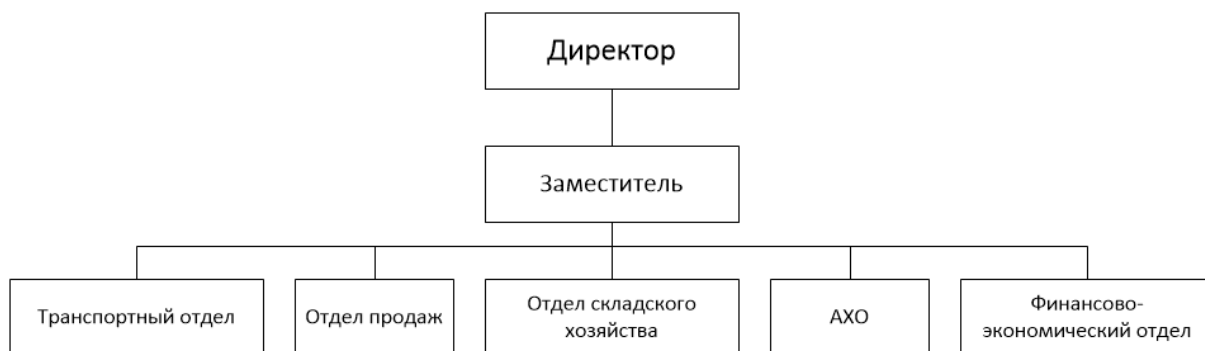 Директор
Заместитель
Транспортный отдел
Отдел продаж
Отдел складского
хозяйства
АХО
Финансово-
экономический отдел